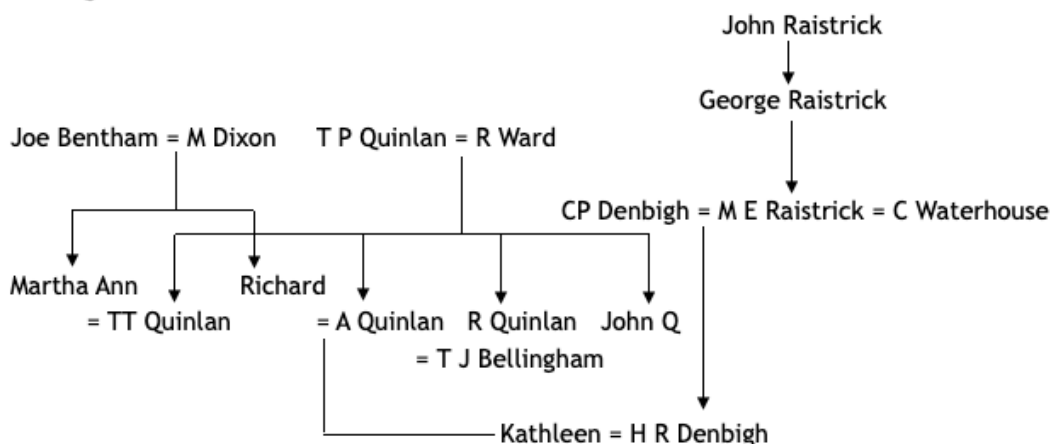 John Raistrick
George Raistrick
Joe Bentham = M Dixon
T P Quinlan = R Ward
CP Denbigh = M E Raistrick = C Waterhouse
Martha Ann
Richard
= TT Quinlan
= A Quinlan
R Quinlan
John Q
= T J Bellingham
Kathleen = H R Denbigh